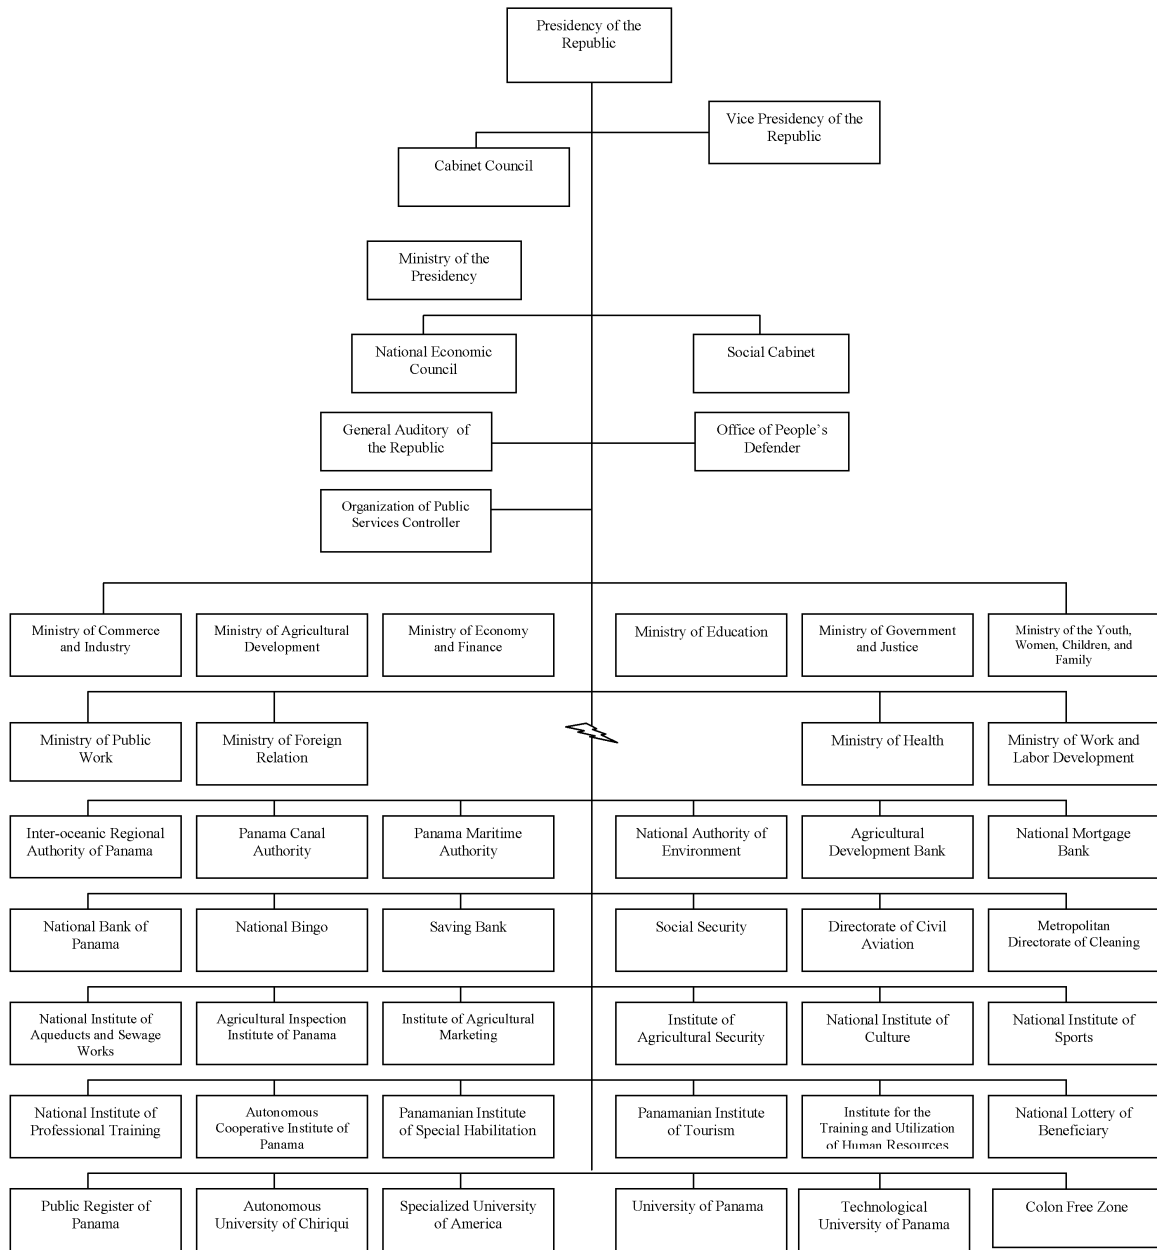 Presidency of the
Republic
Vice Presidency of the
Republic
Cabinet Council
Ministry of the
Presidency
National Economic
Council
Social Cabinet
General Auditory of
the Republic
Office of People's
Defender
Organization of Public
Services Controller
Ministry of Commerce
and Industry
Ministry of Agricultural
Development
Ministry of Economy
and Finance
Ministry of Education
Ministry of Government
and Justice
Ministry of the Youth,
Women, Children, and
Family
Ministry of Public
Work
Ministry of Foreign
Relation
Ministry of Health
Ministry of Work and
Labor Development
Inter-oceanic Regional
Authority of Panama
Panama Canal
Authority
Panama Maritime
Authority
National Authority of
Environment
Agricultural
Development Bank
National Mortgage
Bank
National Bank of
Panama
National Bingo
Saving Bank
Social Security
Directorate of Civil
Aviation
Metropolitan
Directorate of Cleaning
National Institute of
Aqueducts and Sewage
Works
Agricultural Inspection
Institute of Panama
Institute of Agricultural
Marketing
Institute of
Agricultural Security
National Institute of
Culture
National Institute of
Sports
National Institute of
Professional Training
Autonomous
Cooperative Institute of
Panama
Panamanian Institute
of Special Habilitation
Panamanian Institute
of Tourism
Institute for the
Training and Utilization
of Human Resources
National Lottery of
Beneficiary
Public Register of
Panama
Autonomous
University of Chiriqui
Specialized University
of America
University of Panama
Technological
University of Panama
Colon Free Zone